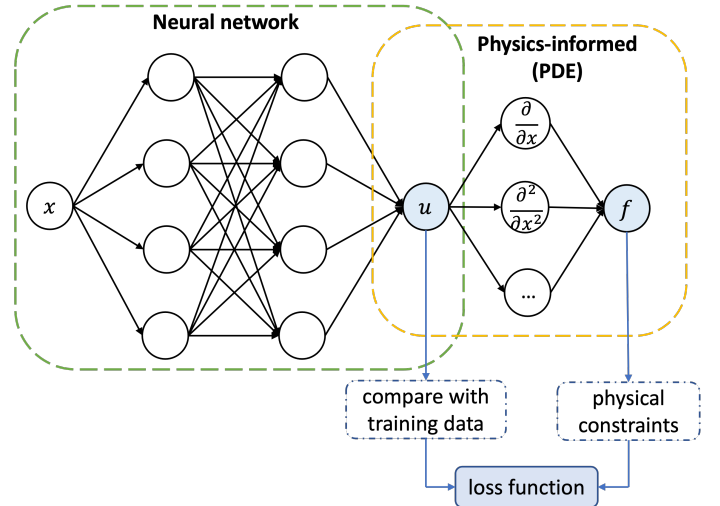 Neural network
Physics-informed
(PDE)
x
u
∂
∂x
∂²
∂x²
...
f
compare with
training data
physical
constraints
loss function